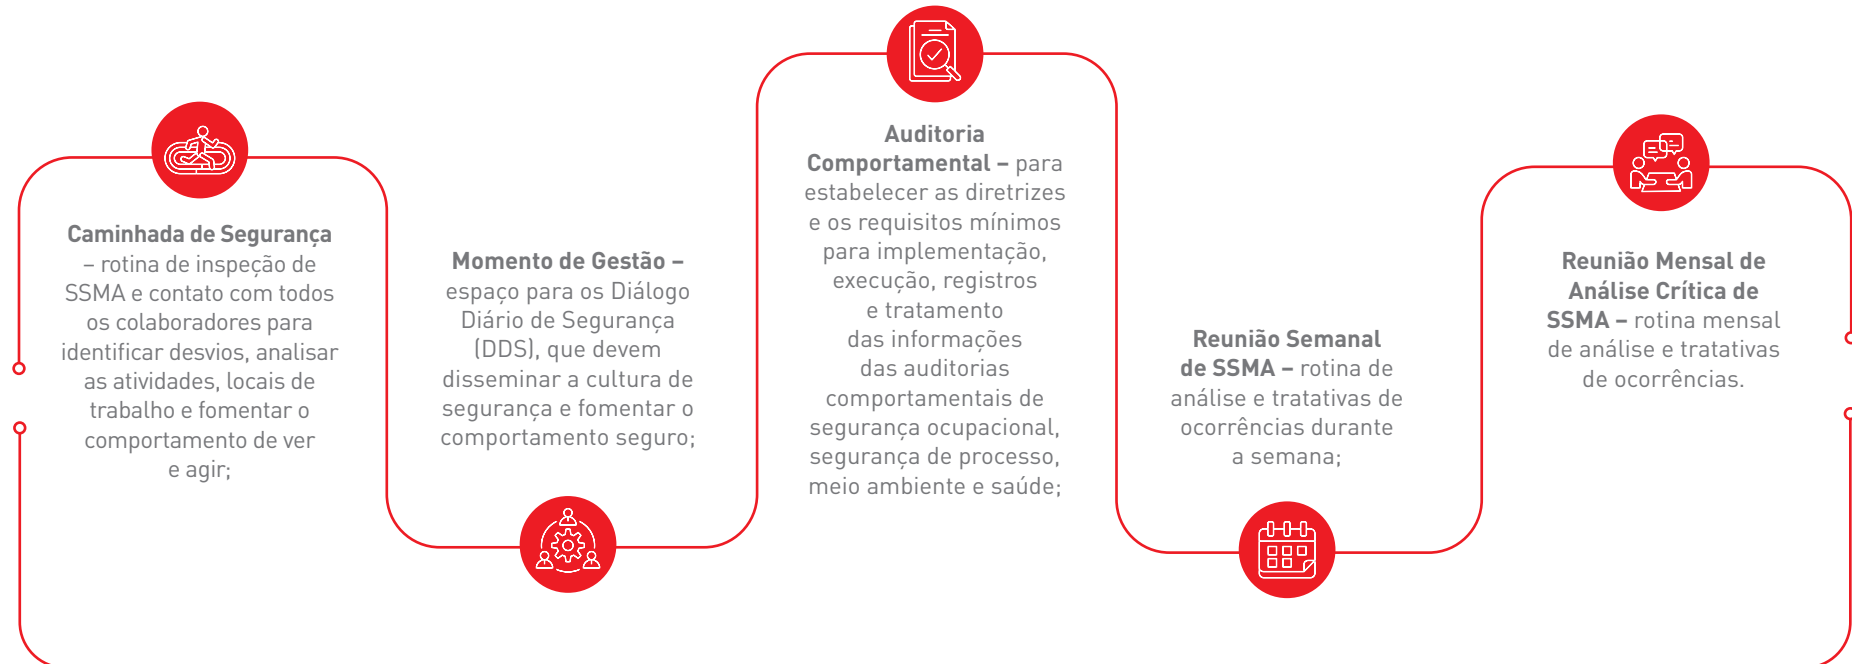 Caminhada de Segurança
– rotina de inspeção de
SSMA e contato com todos
os colaboradores para
identificar desvios, analisar
as atividades, locais de
trabalho e fomentar o
comportamento de ver
e agir;
Momento de Gestão –
espaço para os Diálogo
Diário de Segurança
(DDS), que devem
disseminar a cultura de
segurança e fomentar o
comportamento seguro;
Auditoria
Comportamental – para
estabelecer as diretrizes
e os requisitos mínimos
para implementação,
execução, registros
e tratamento
das informações
das auditorias
comportamentais de
segurança ocupacional,
segurança de processo,
meio ambiente e saúde;
Reunião Semanal
de SSMA – rotina de
análise e tratativas de
ocorrências durante
a semana;
Reunião Mensal de
Análise Crítica de
SSMA – rotina mensal
de análise e tratativas
de ocorrências.